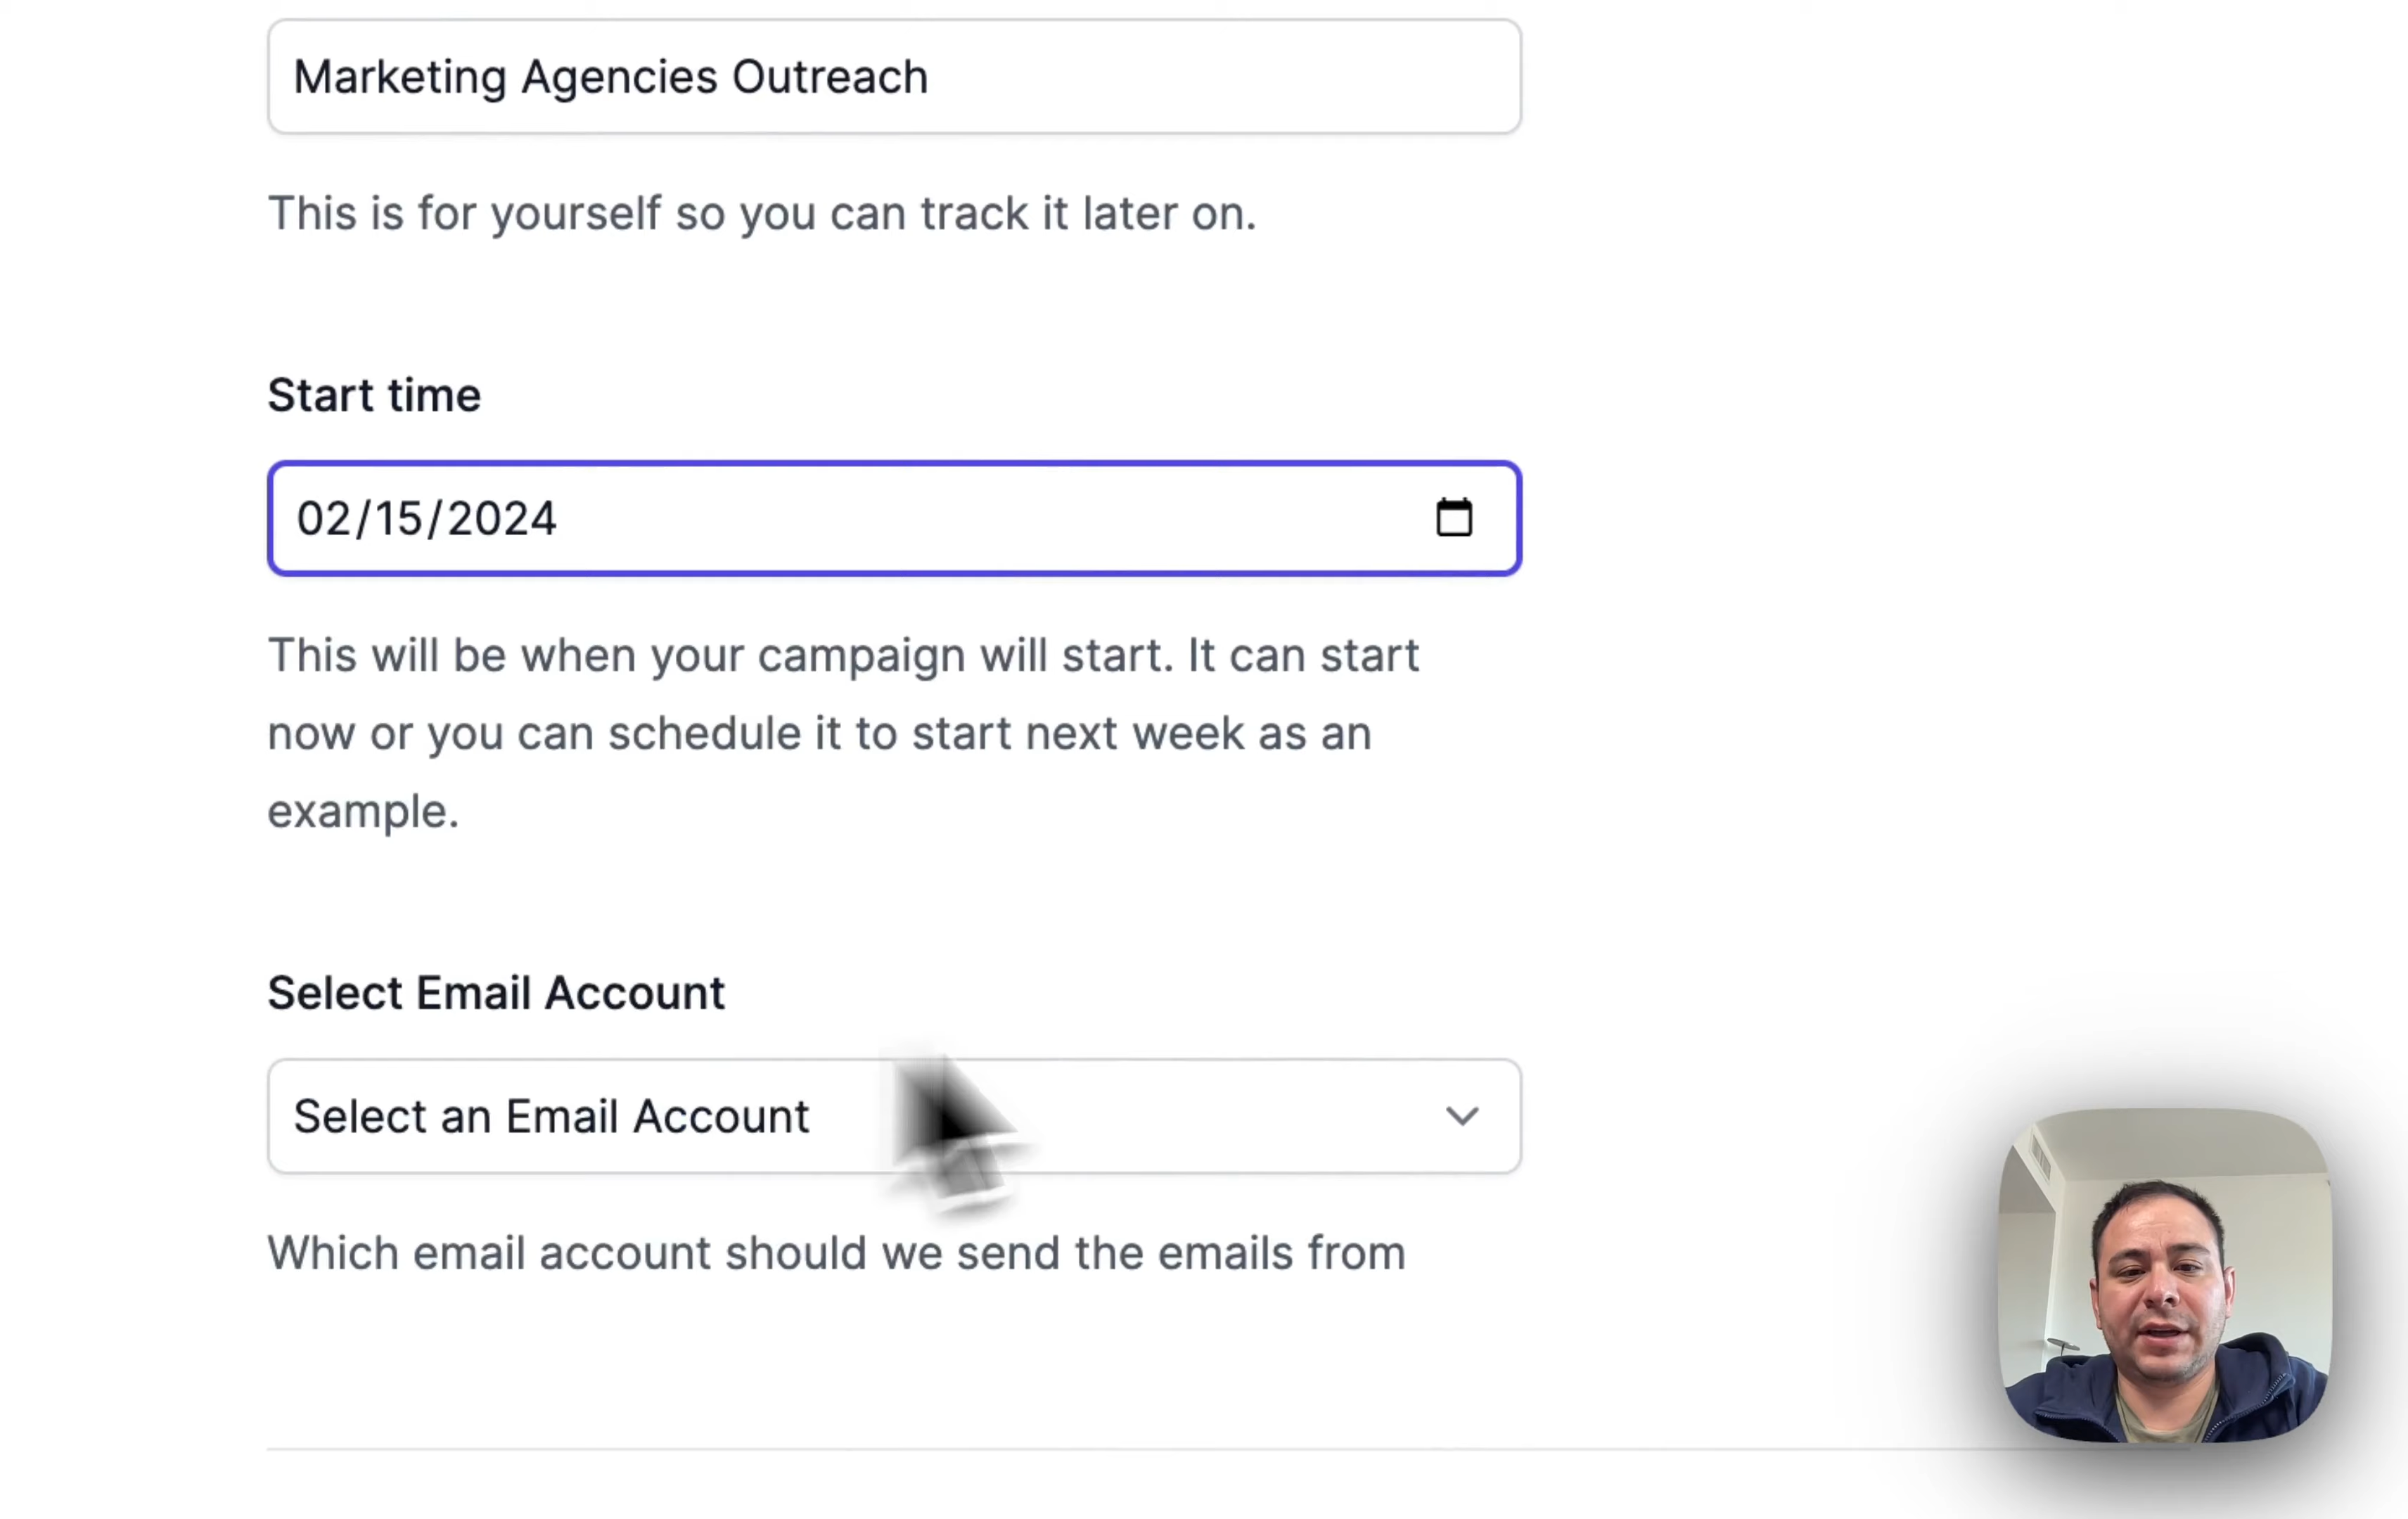 Marketing Agencies Outreach
This is for yourself so you can track it later on.
Start time
02/15/2024
This will be when your campaign will start. It can start
now or you can schedule it to start next week as an
example.
Select Email Account
Select an Email Account
Which email account should we send the emails from